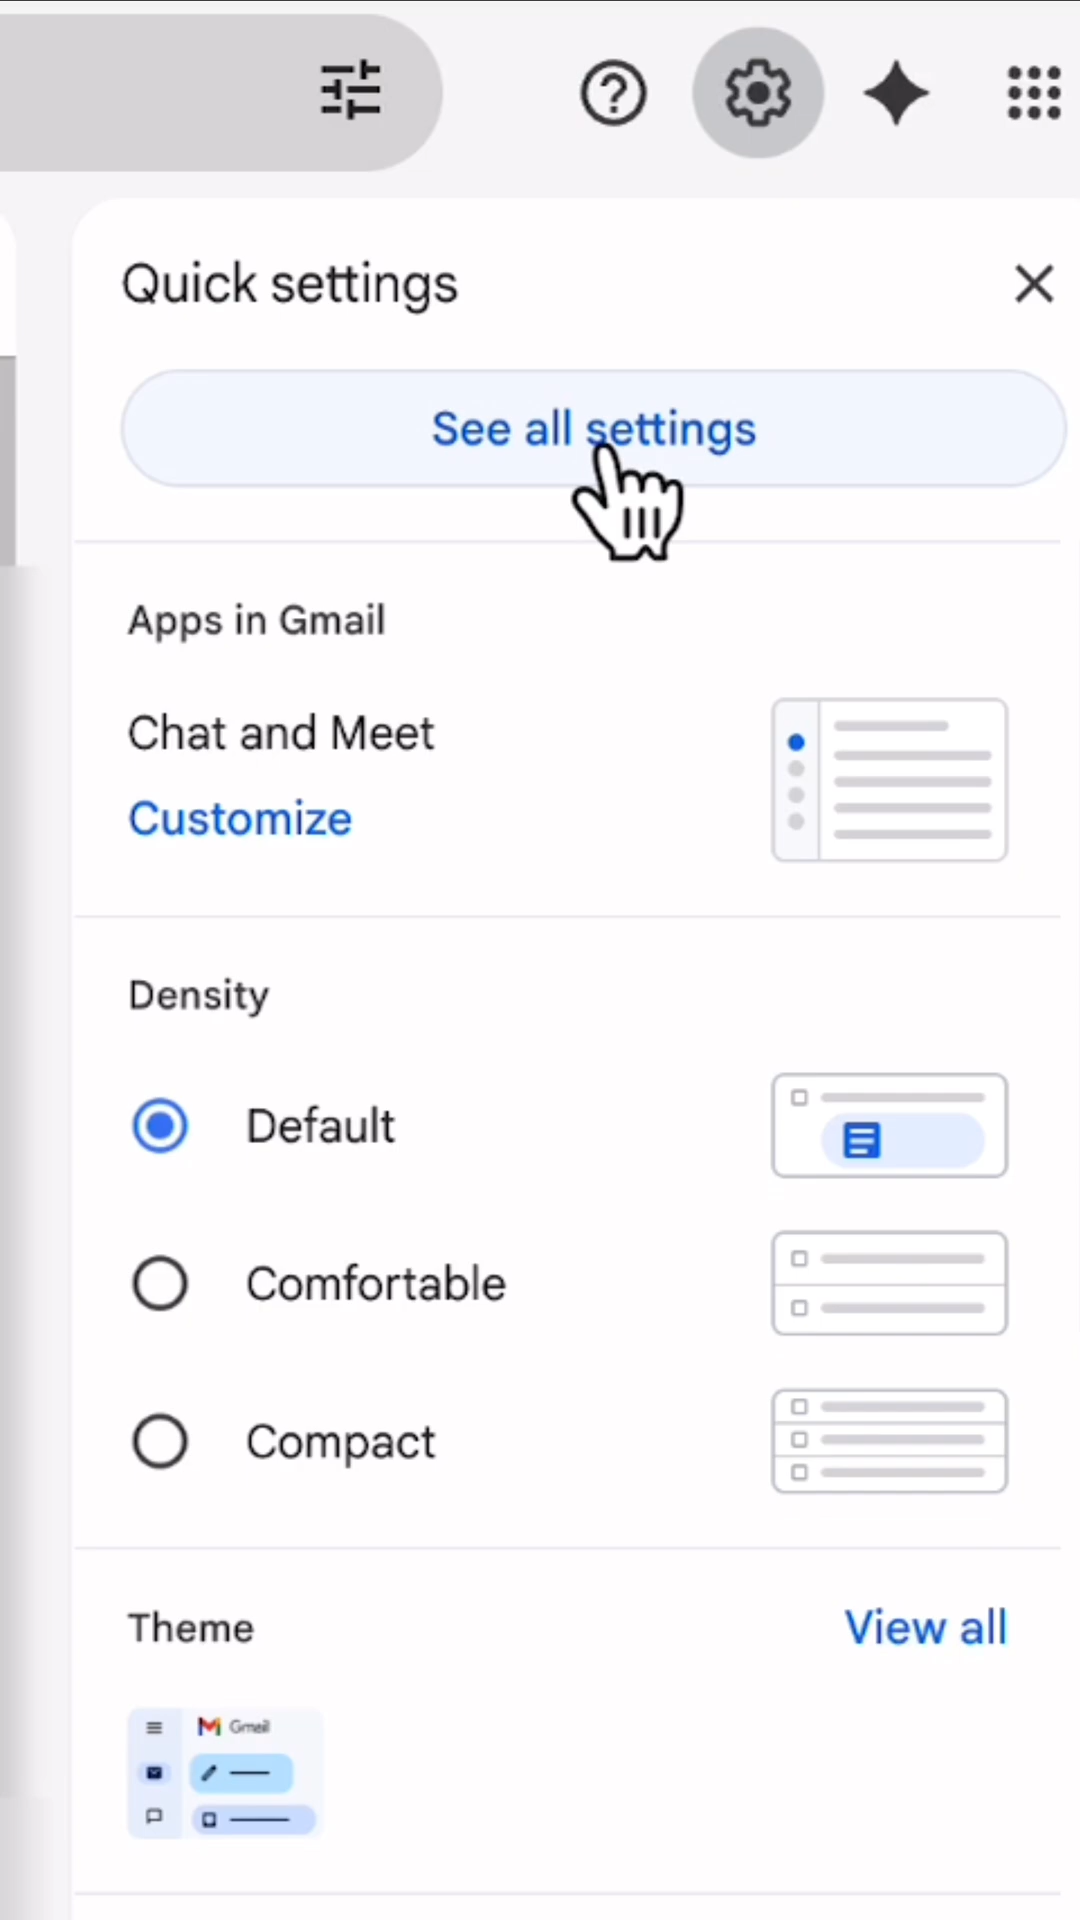 Quick settings
See all settings
Apps in Gmail
Chat and Meet
Customize
Density
Default
Comfortable
Compact
Theme
View all
Gmail